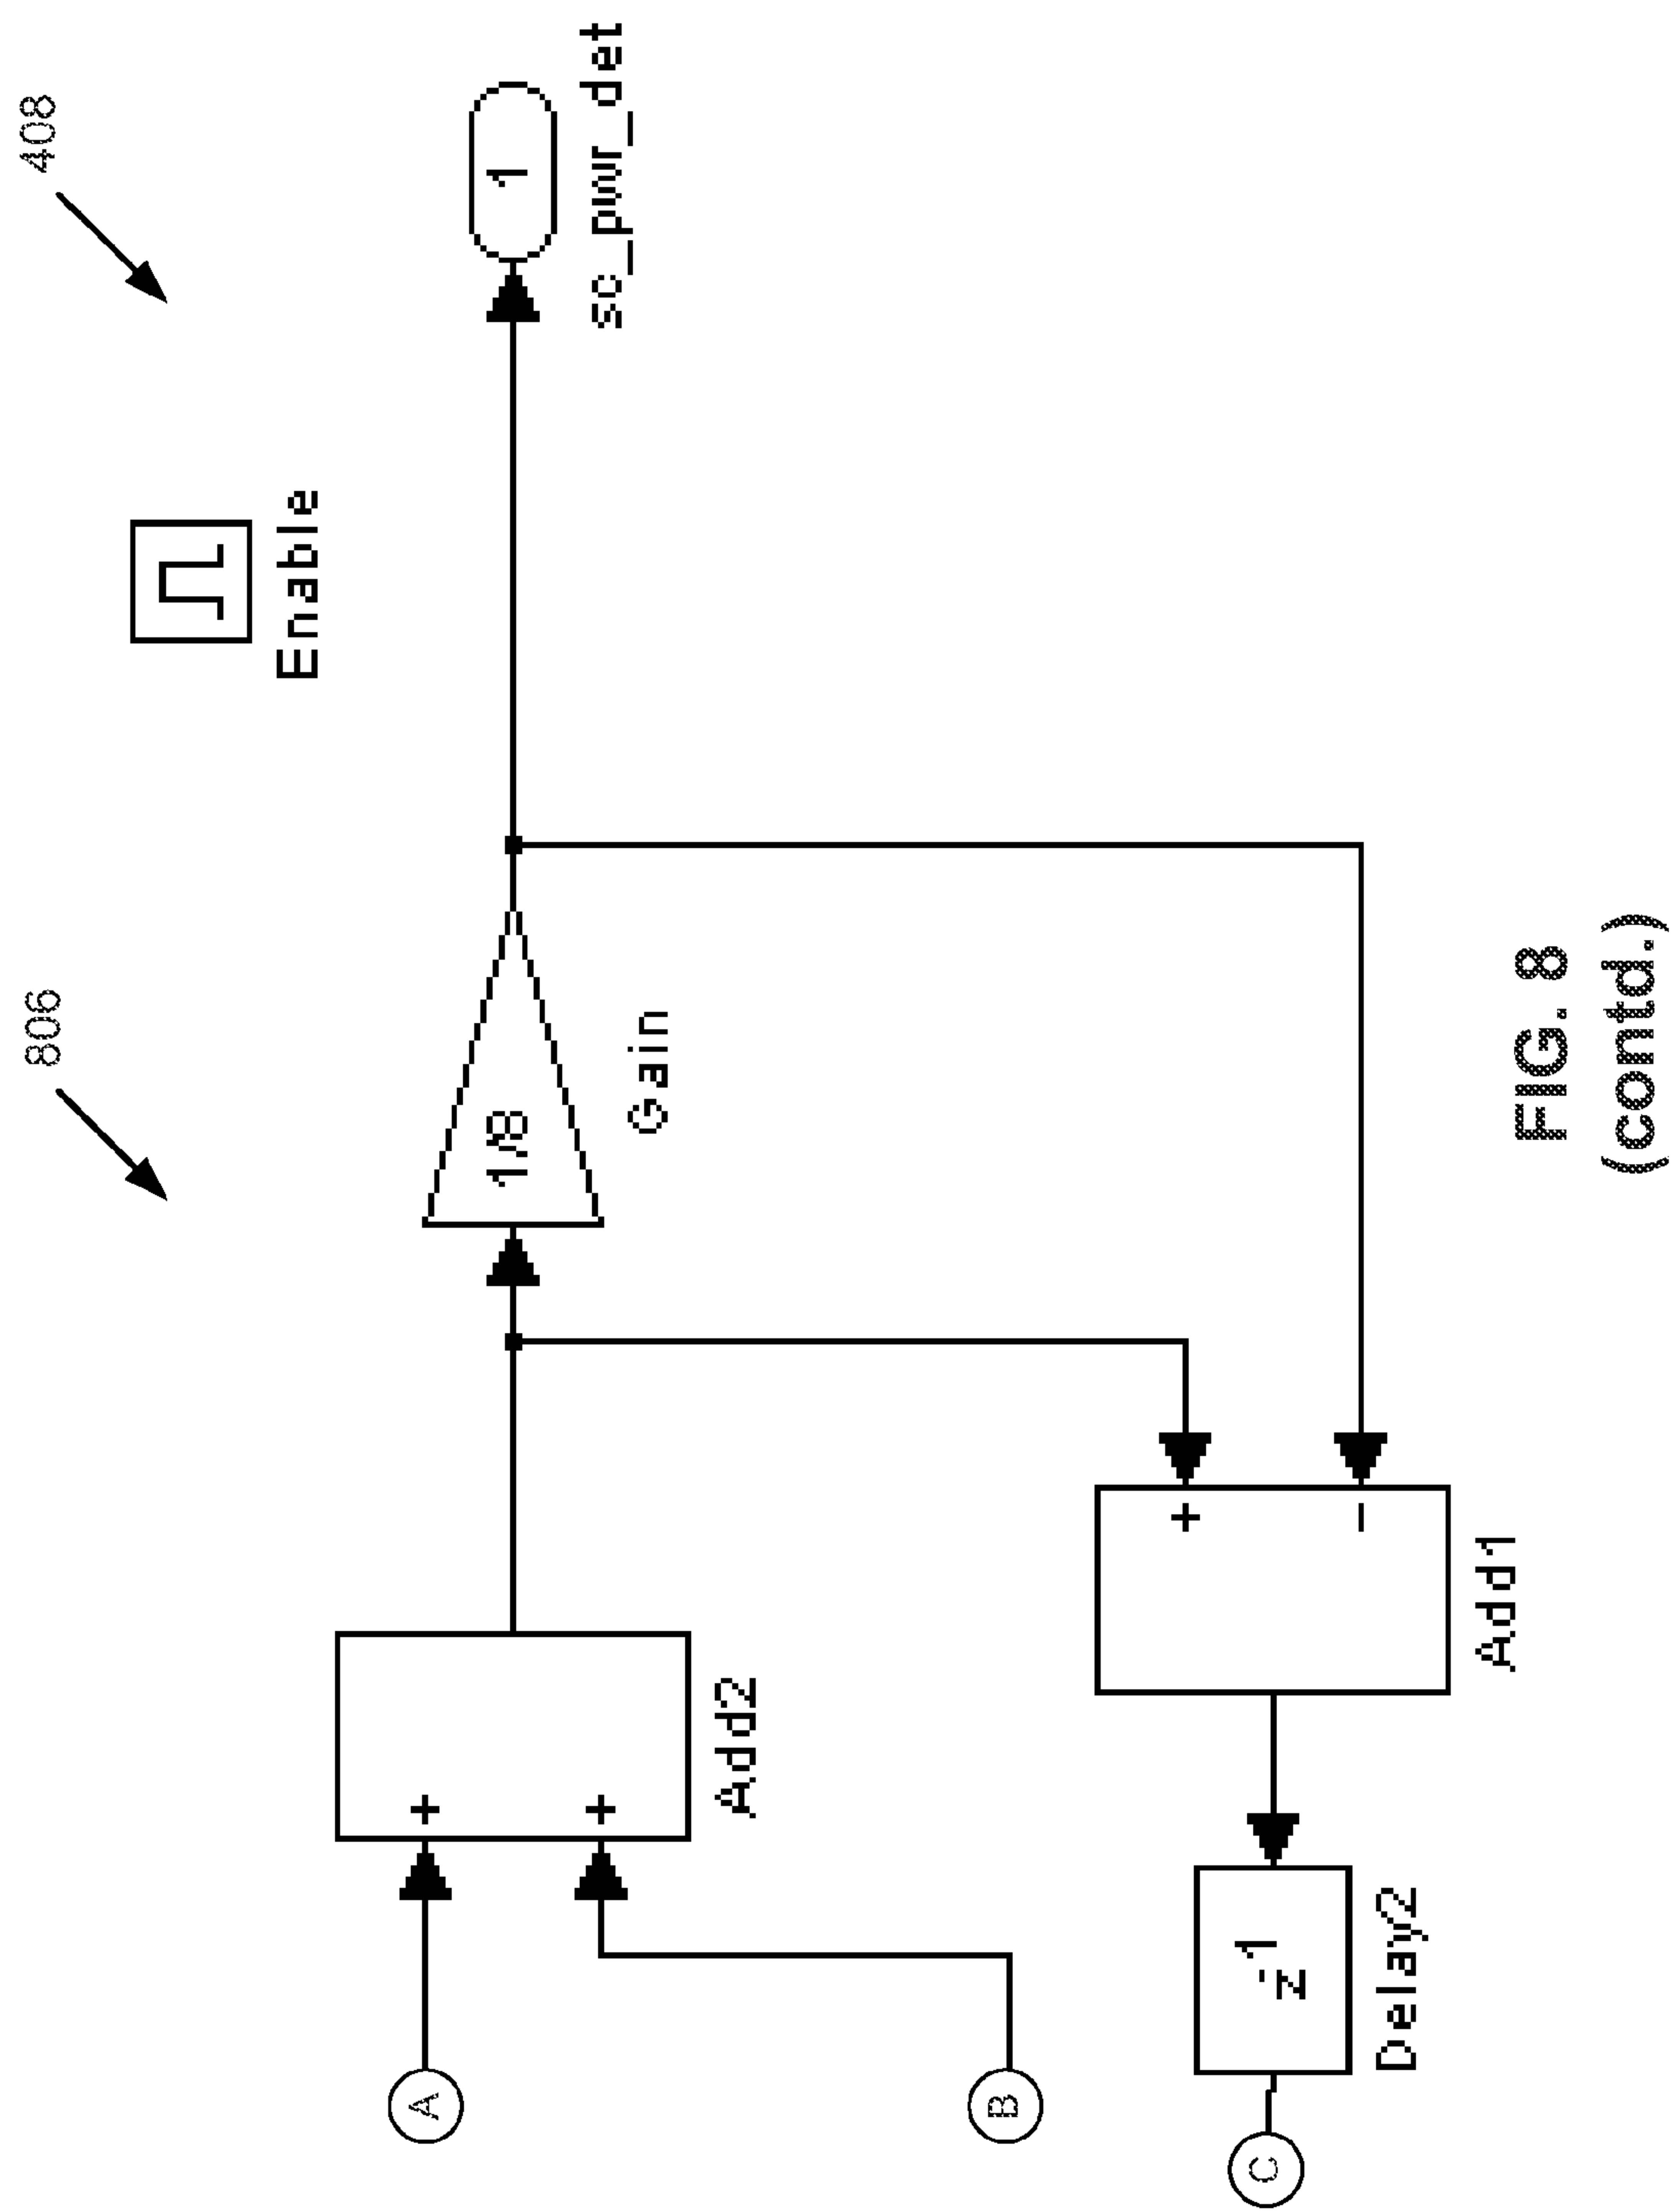 806
408
Enable
A
+
+
Add2
1/8
Gain
1
sc_pwr_det
B
C
z-1
Delay2
+
−
Add1
FIG. 8
(contd.)